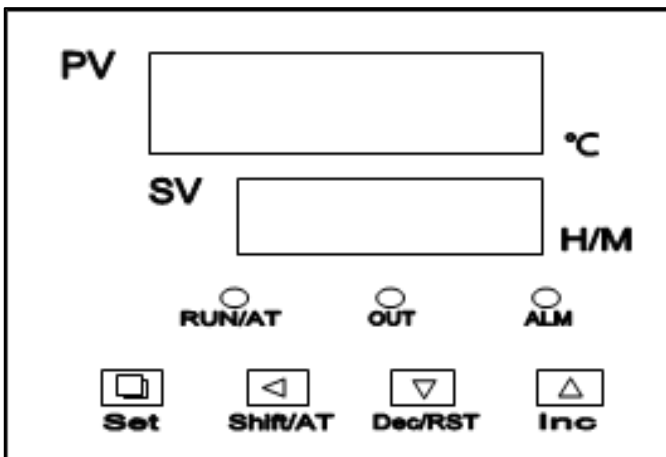 PV
°C
SV
H/M
RUN/AT OUT ALM
Set Shift/AT Dec/RST Inc